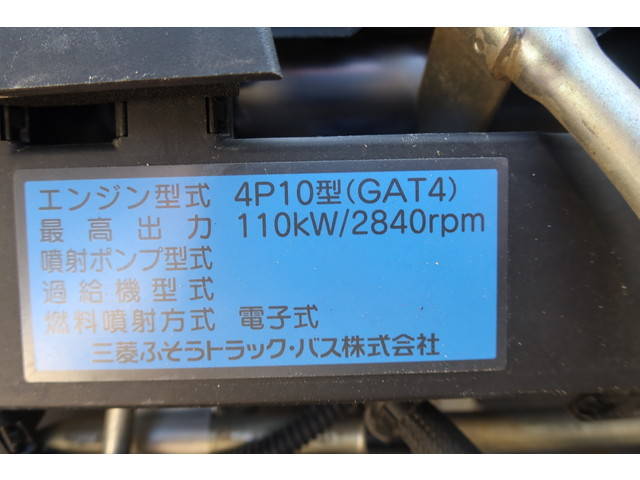 エンジン型式 4P10型(GAT4)
最高出力 110kW/2840rpm
噴射ポンプ型式
過給機型式
燃料噴射方式 電子式
三菱ふそうトラック・バス株式会社